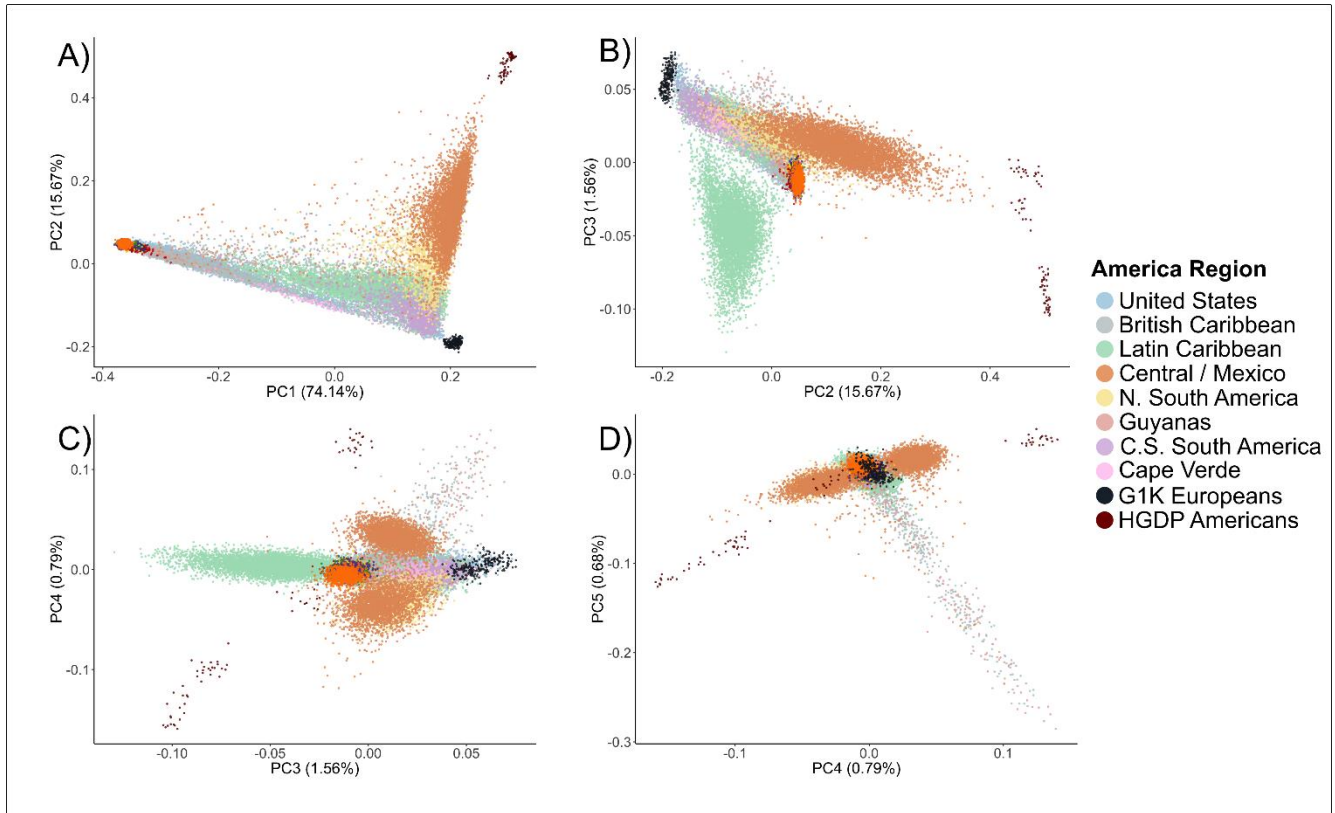 A)
0.4
0.2
0.0
-0.2
PC2 (15.67%)
-0.4
-0.2
0.0
0.2
PC1 (74.14%)
B)
0.05
0.00
-0.05
-0.10
PC3 (1.56%)
-0.2
0.0
0.2
0.4
PC2 (15.67%)
C)
0.1
0.0
-0.1
PC4 (0.79%)
-0.10
-0.05
0.00
0.05
PC3 (1.56%)
D)
0.0
-0.1
-0.2
-0.3
PC5 (0.68%)
-0.1
0.0
0.1
PC4 (0.79%)
America Region
United States
British Caribbean
Latin Caribbean
Central / Mexico
N. South America
Guyanas
C.S. South America
Cape Verde
G1K Europeans
HGDP Americans